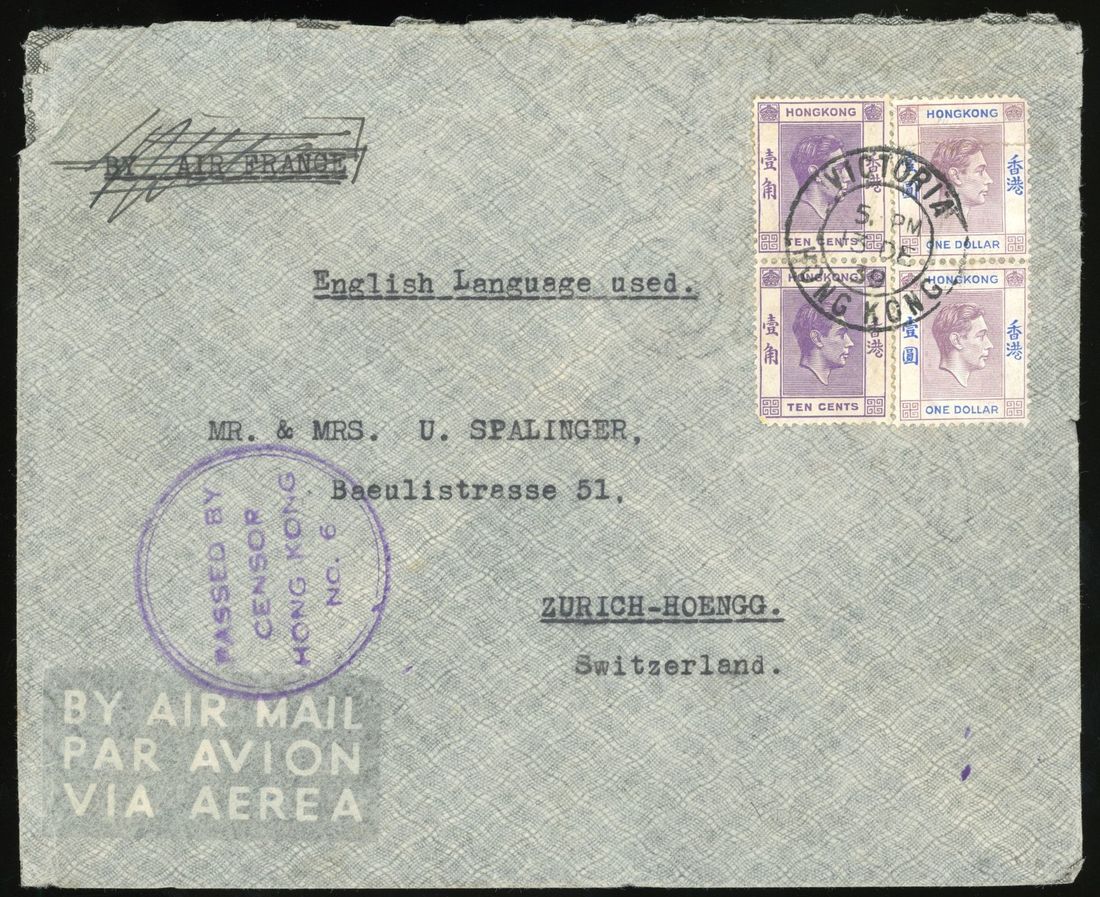 BY AIR FRANCE
HONGKONG
壹角
香港
TEN CENTS
HONGKONG
香港
ONE DOLLAR
HONGKONG
壹角
香港
TEN CENTS
HONGKONG
壹圓
香港
ONE DOLLAR
VICTORIA
5. PM
13 DE
39
HONG KONG
English Language used.
MR. & MRS. U. SPALINGER,
Baeulistrasse 51,
ZURICH-HOENGG.
Switzerland.
PASSED BY
CENSOR
HONG KONG
NO. 6
BY AIR MAIL
PAR AVION
VIA AEREA